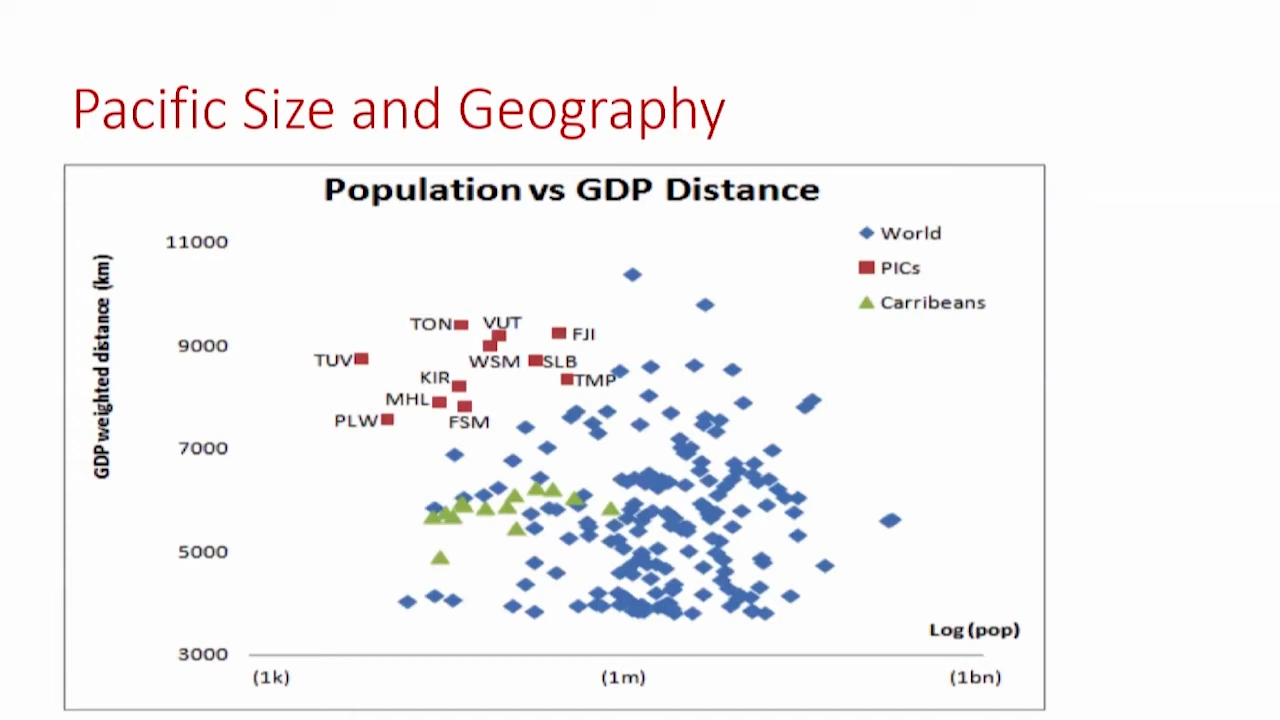 Pacific Size and Geography
Population vs GDP Distance
World
PICs
Carribeans
GDP weighted distance (km)
11000
9000
7000
5000
3000
TON
VUT
FJI
TUV
WSM
SLB
KIR
TMP
MHL
PLW
FSM
Log (pop)
(1k)
(1m)
(1bn)